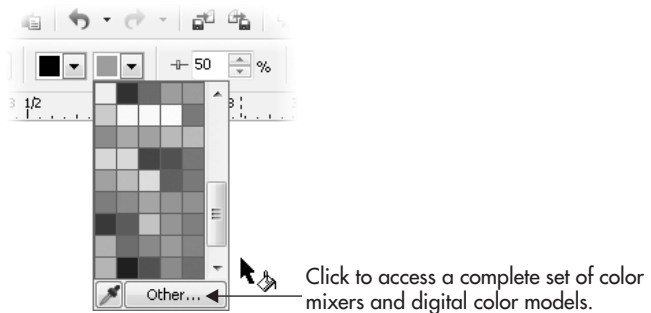 50 %
1/2
Other...
Click to access a complete set of color
mixers and digital color models.